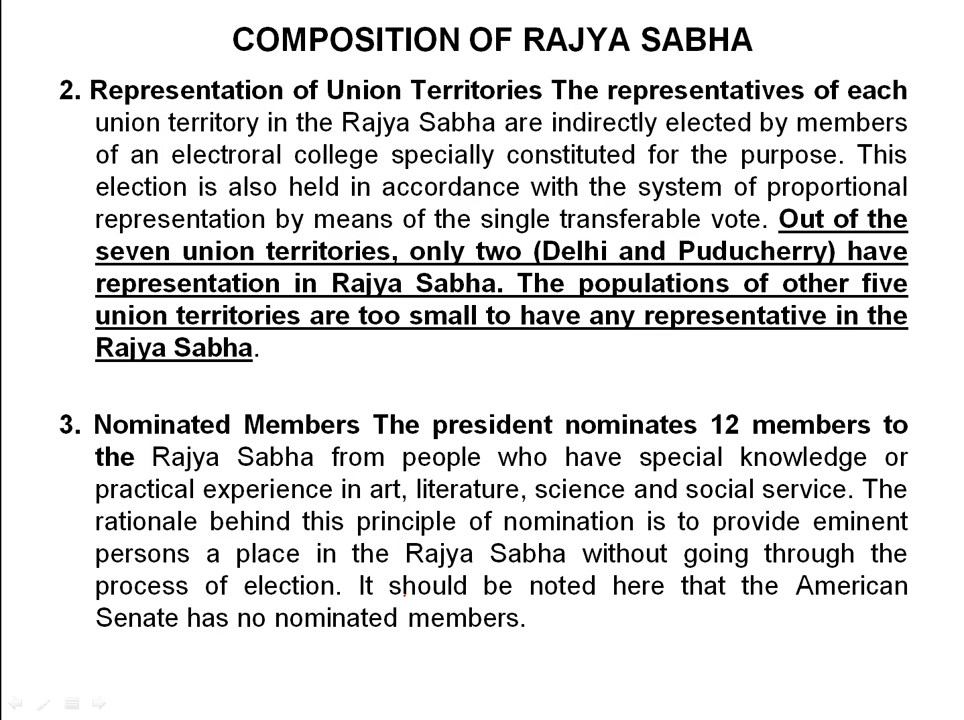 COMPOSITION OF RAJYA SABHA
2. Representation of Union Territories The representatives of each
union territory in the Rajya Sabha are indirectly elected by members
of an electroral college specially constituted for the purpose. This
election is also held in accordance with the system of proportional
representation by means of the single transferable vote. Out of the
seven union territories, only two (Delhi and Puducherry) have
representation in Rajya Sabha. The populations of other five
union territories are too small to have any representative in the
Rajya Sabha.
3. Nominated Members The president nominates 12 members to
the Rajya Sabha from people who have special knowledge or
practical experience in art, literature, science and social service. The
rationale behind this principle of nomination is to provide eminent
persons a place in the Rajya Sabha without going through the
process of election. It should be noted here that the American
Senate has no nominated members.